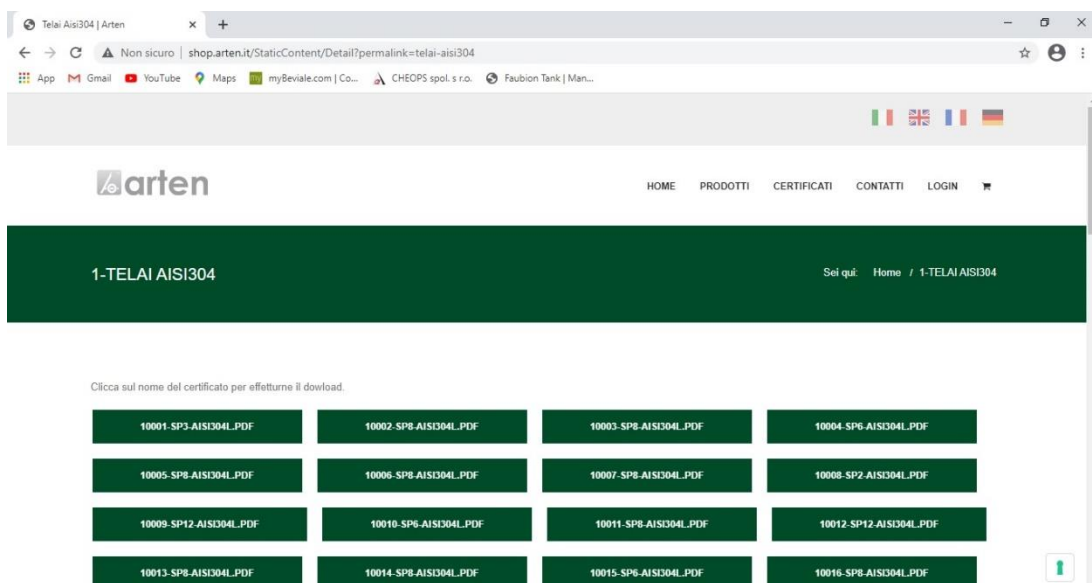 Telai Aisi304 | Arten
Non sicuro | shop.arten.it/StaticContent/Detail?permalink=telai-aisi304
App Gmail YouTube Maps my myBeviale.com | Co... CHEOPS spol. s r.o. Faubion Tank | Man...
arten
HOME PRODOTTI CERTIFICATI CONTATTI LOGIN
1-TELAI AISI304
Sei qui: Home / 1-TELAI AISI304
Clicca sul nome del certificato per effetturne il dowload.
10001-SP3-AISI304L.PDF 10002-SP8-AISI304L.PDF 10003-SP8-AISI304L.PDF 10004-SP6-AISI304L.PDF
10005-SP8-AISI304L.PDF 10006-SP8-AISI304L.PDF 10007-SP8-AISI304L.PDF 10008-SP2-AISI304L.PDF
10009-SP12-AISI304L.PDF 10010-SP6-AISI304L.PDF 10011-SP8-AISI304L.PDF 10012-SP12-AISI304L.PDF
10013-SP8-AISI304L.PDF 10014-SP8-AISI304L.PDF 10015-SP6-AISI304L.PDF 10016-SP8-AISI304L.PDF